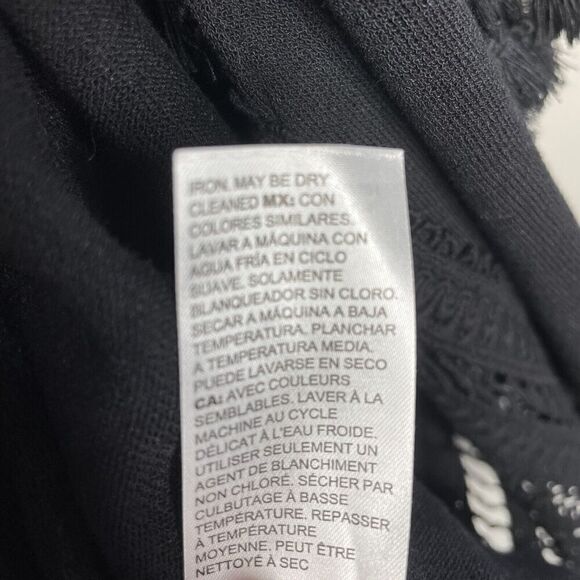 IRON. MAY BE DRY
CLEANED MX: CON
COLORES SIMILARES.
LAVAR A MÁQUINA CON
AGUA FRÍA EN CICLO
SUAVE. SOLAMENTE
BLANQUEADOR SIN CLORO.
SECAR A MÁQUINA A BAJA
TEMPERATURA. PLANCHAR
A TEMPERATURA MEDIA.
PUEDE LAVARSE EN SECO
CA: AVEC COULEURS
SEMBLABLES. LAVER À LA
MACHINE AU CYCLE
DÉLICAT À L'EAU FROIDE.
UTILISER SEULEMENT UN
AGENT DE BLANCHIMENT
NON CHLORÉ. SÉCHER PAR
CULBUTAGE À BASSE
TEMPÉRATURE. REPASSER
À TEMPÉRATURE
MOYENNE. PEUT ÊTRE
NETTOYÉ À SEC